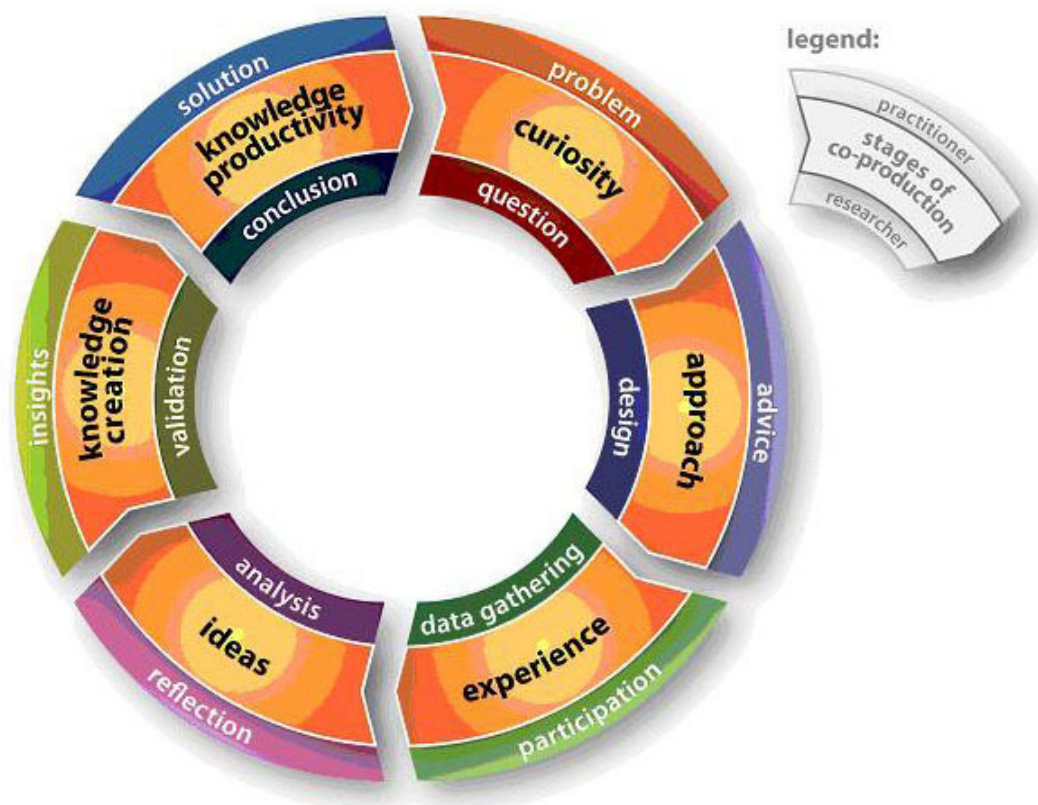 legend:
practitioner
stages of
co-production
researcher
problem
curiosity
question
advice
approach
design
participation
experience
data gathering
reflection
ideas
analysis
insights
knowledge
creation
validation
solution
knowledge
productivity
conclusion